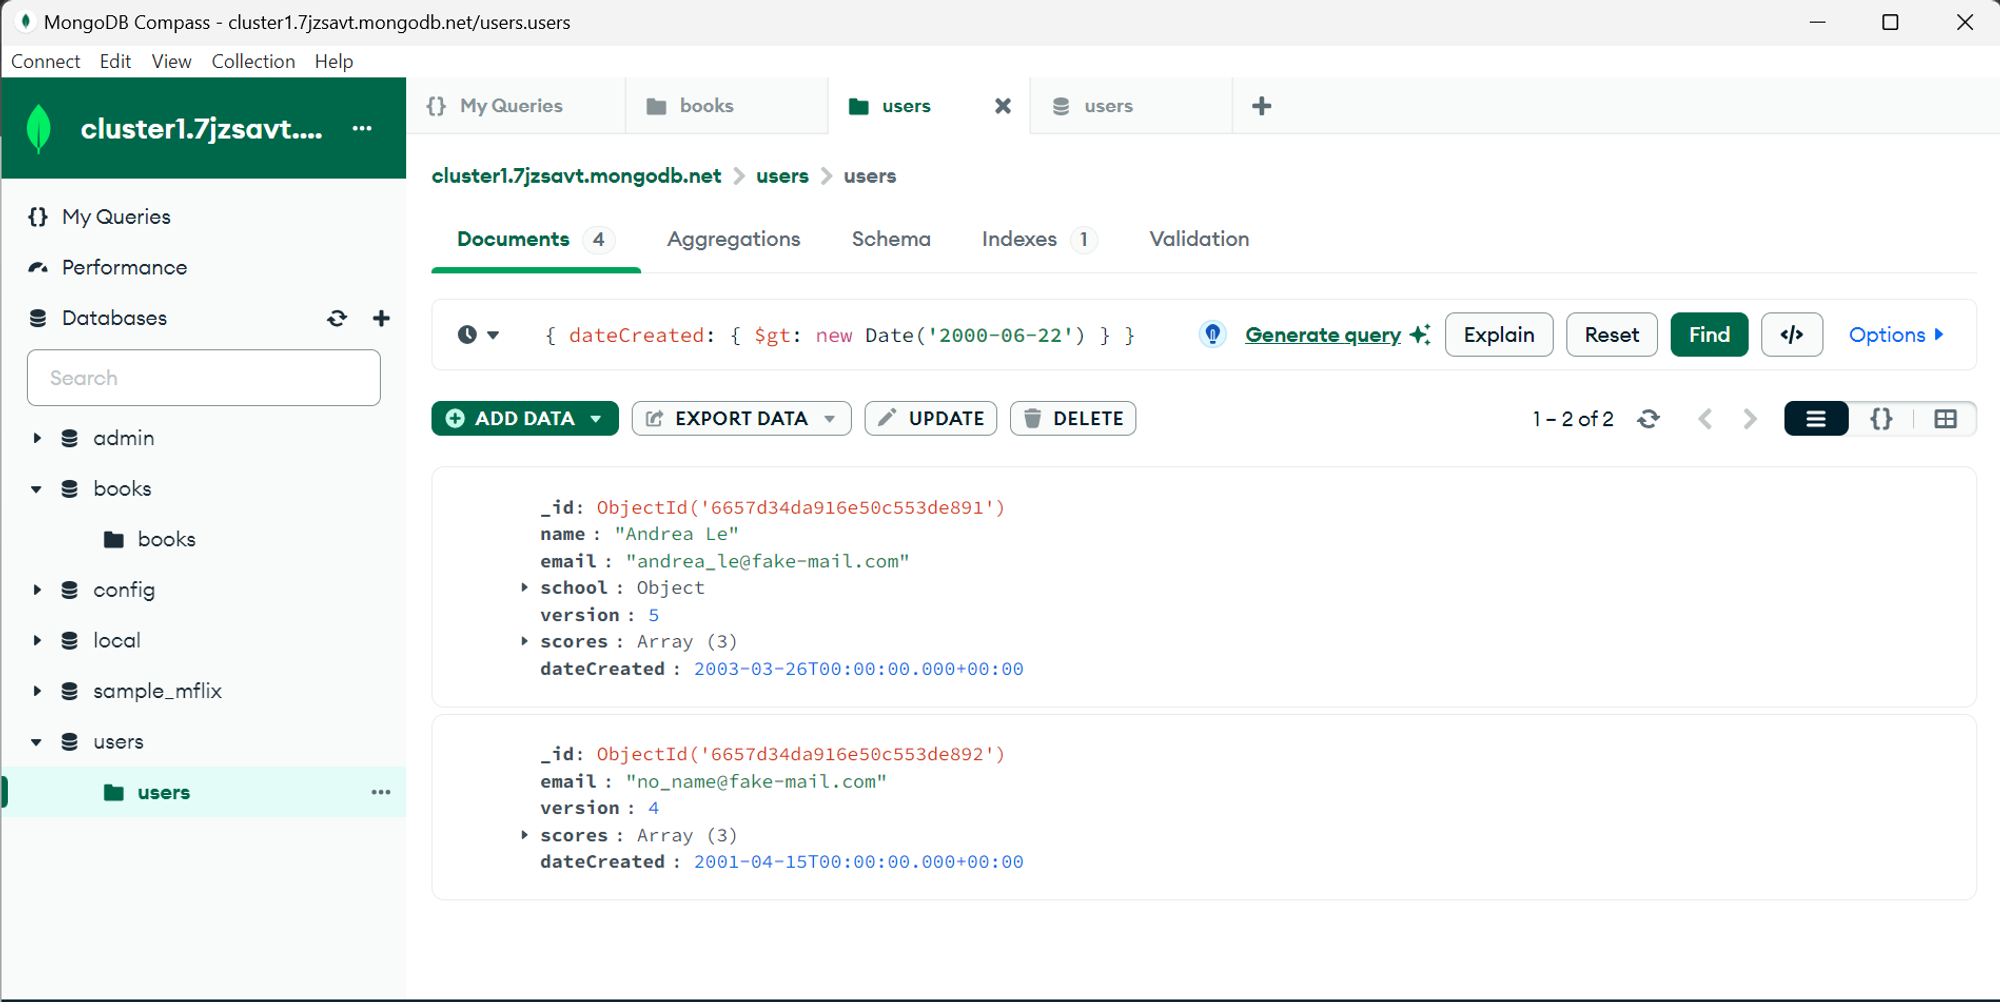 MongoDB Compass - cluster1.7jzsavt.mongodb.net/users.users
Connect Edit View Collection Help
cluster1.7jzsavt.... ...
{} My Queries
Performance
Databases
Search
admin
books
books
config
local
sample_mflix
users
users ...
{} My Queries books users users
cluster1.7jzsavt.mongodb.net > users > users
Documents 4 Aggregations Schema Indexes 1 Validation
{ dateCreated: { $gt: new Date('2000-06-22') } } Generate query Explain Reset Find </> Options
ADD DATA EXPORT DATA UPDATE DELETE 1 – 2 of 2 {}
_id: ObjectId('6657d34da916e50c553de891')
name : "Andrea Le"
email : "andrea_le@fake-mail.com"
school : Object
version : 5
scores : Array (3)
dateCreated : 2003-03-26T00:00:00.000+00:00
_id: ObjectId('6657d34da916e50c553de892')
email : "no_name@fake-mail.com"
version : 4
scores : Array (3)
dateCreated : 2001-04-15T00:00:00.000+00:00